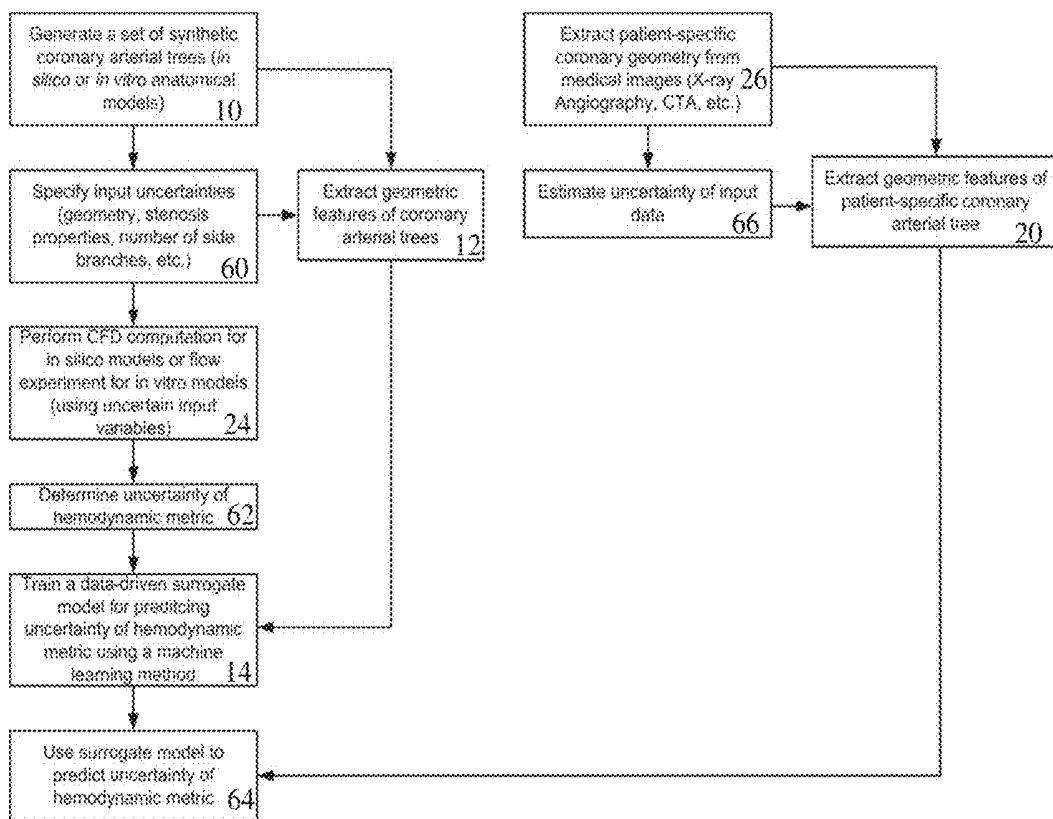 Generate a set of synthetic
coronary arterial trees (in
silico or in vitro anatomical
models)
10
Specify input uncertainties
(geometry, stenosis
properties, number of side
branches, etc.)
60
Perform CFD computation for
in silico models or flow
experiment for in vitro models
(using uncertain input
variables)
24
Determine uncertainty of
hemodynamic metric
62
Train a data-driven surrogate
model for preditcing
uncertainty of hemodynamic
metric using a machine
learning method
14
Use surrogate model to
predict uncertainty of
hemodynamic metric
64
Extract geometric
features of coronary
arterial trees
12
Extract patient-specific
coronary geometry from
medical images (X-ray
Angiography, CTA, etc.)
26
Estimate uncertainty of input
data
66
Extract geometric features of
patient-specific coronary
arterial tree
20